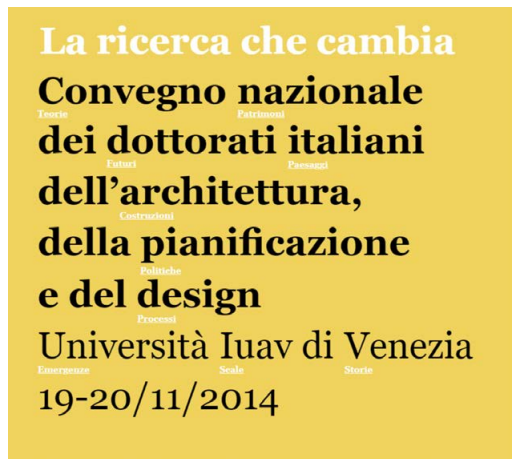 La ricerca che cambia
Convegno nazionale
Teorie Patrimoni
dei dottorati italiani
Futuri Paesaggi
dell’architettura,
Costruzioni
della pianificazione
Politiche
e del design
Processi
Università Iuav di Venezia
Emergenze Scale Storie
19-20/11/2014